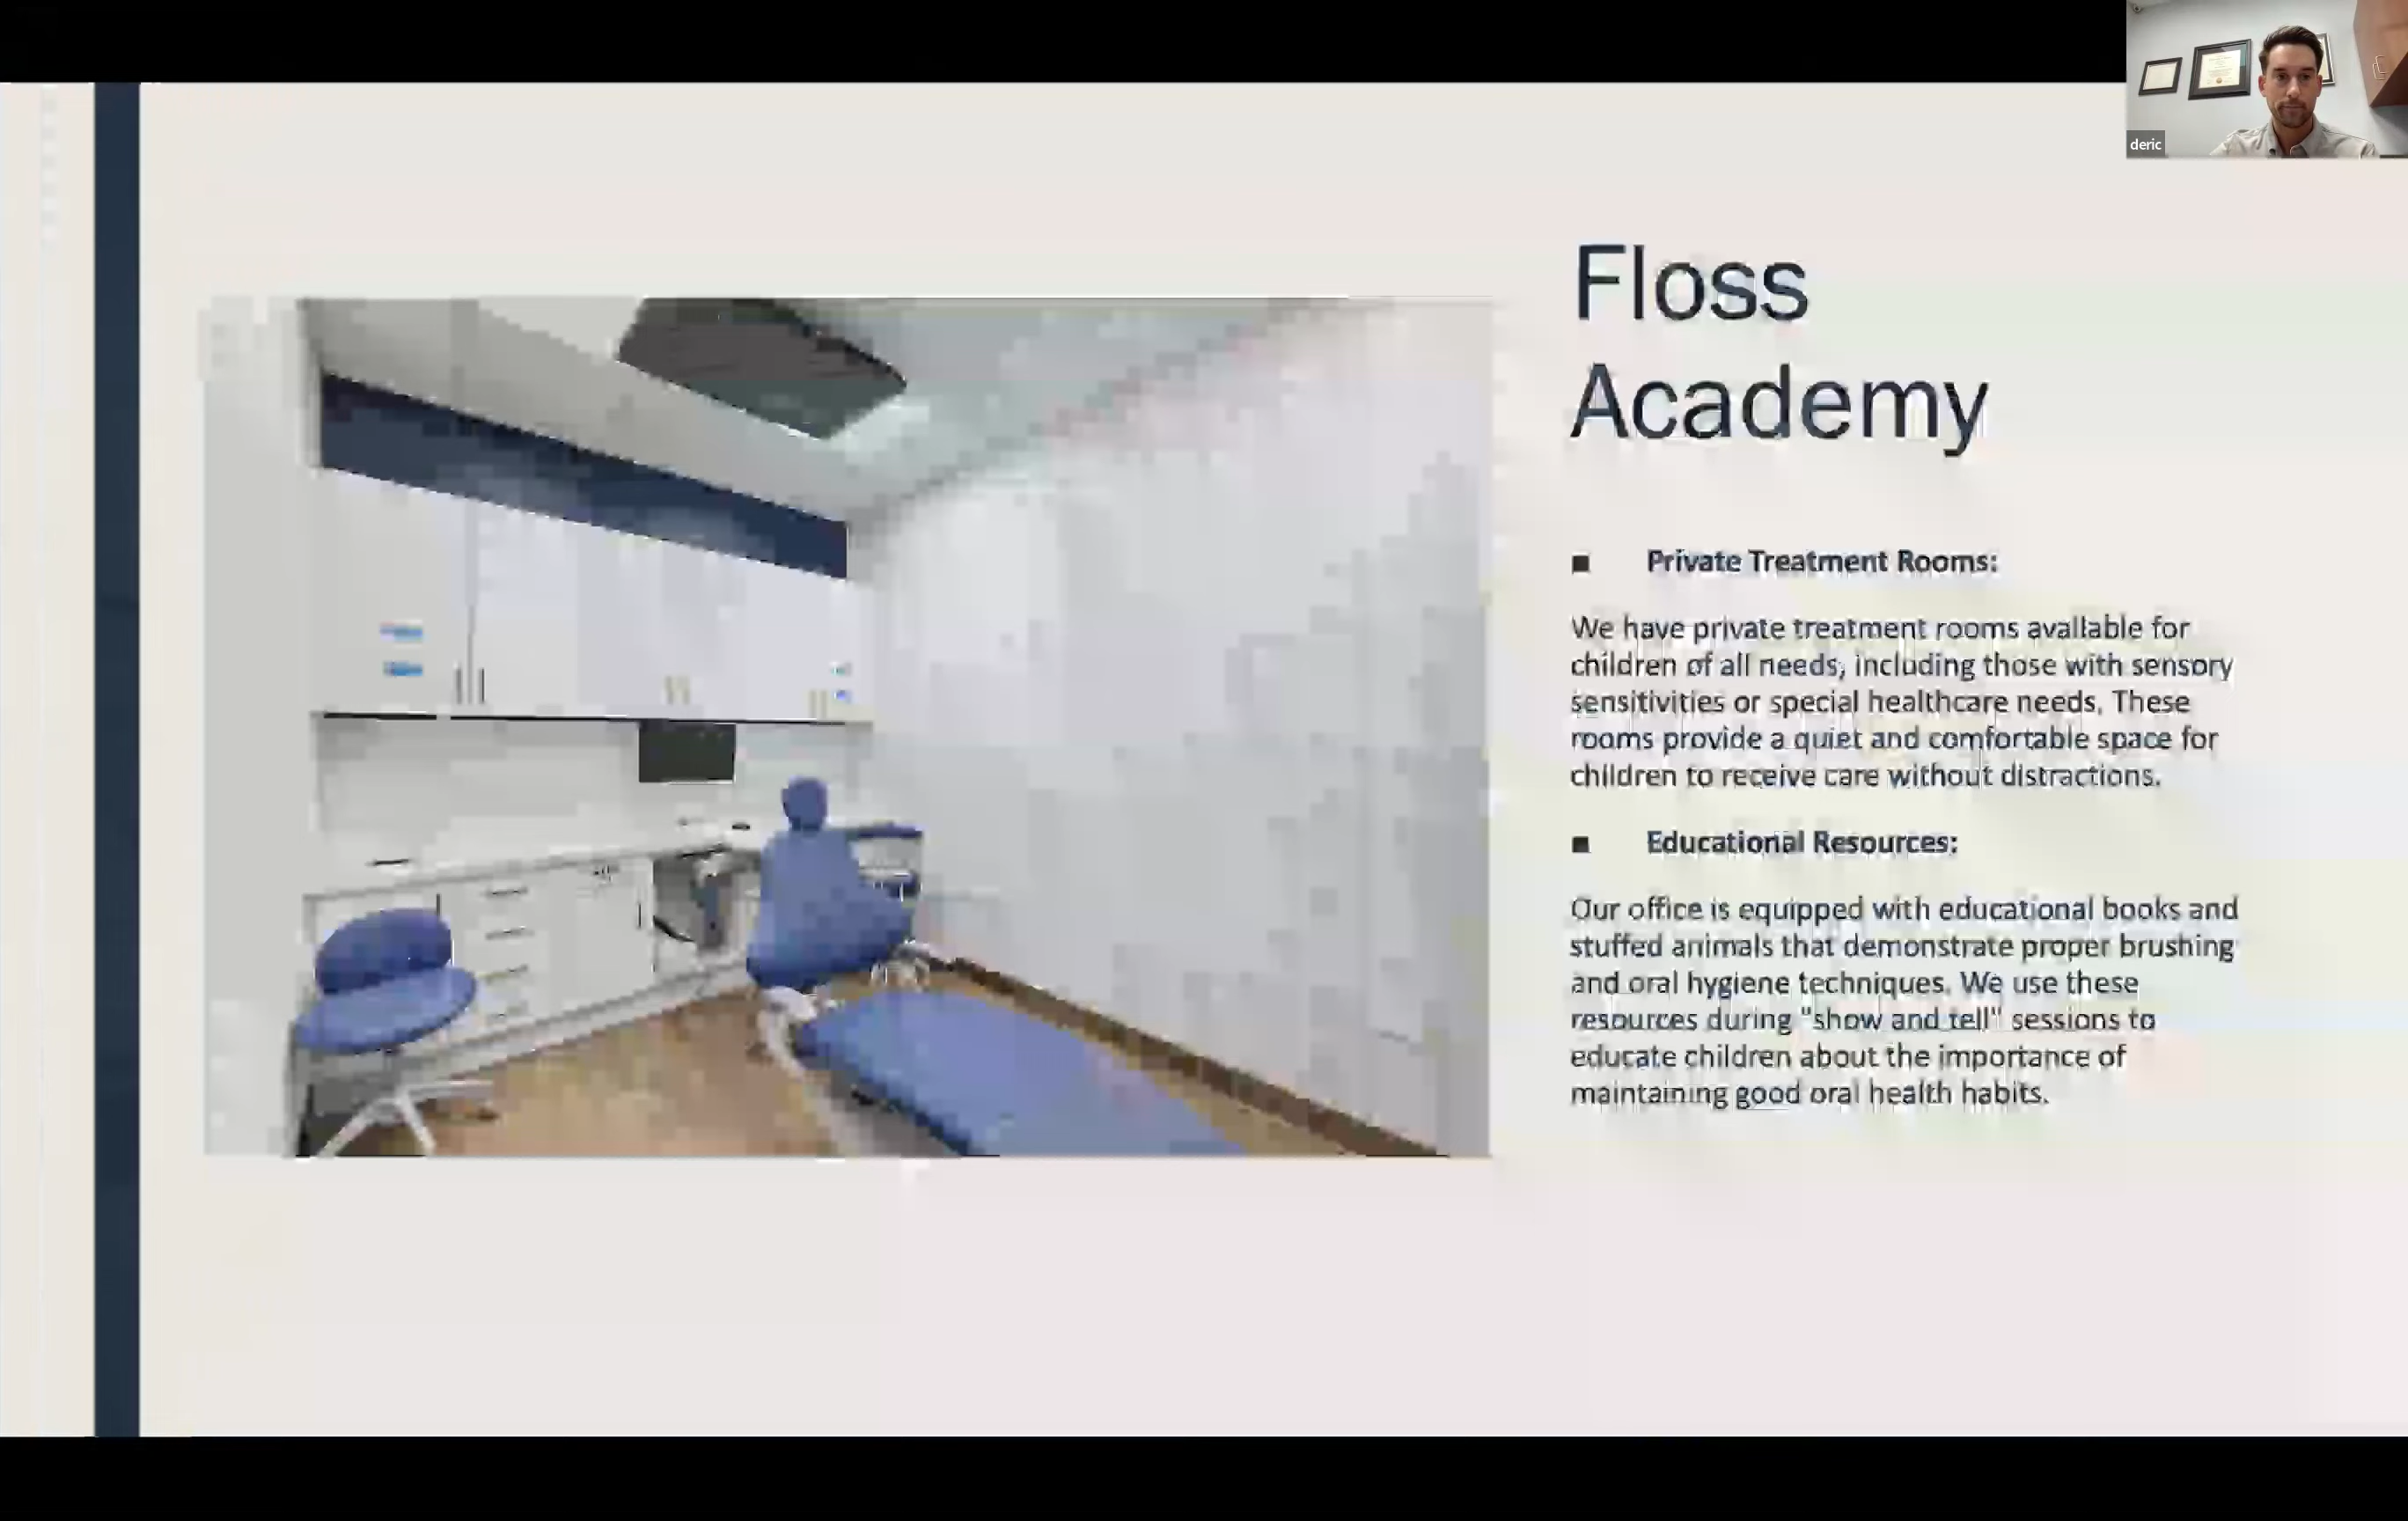 deric
Floss
Academy
■ Private Treatment Rooms:
We have private treatment rooms available for
children of all needs, including those with sensory
sensitivities or special healthcare needs. These
rooms provide a quiet and comfortable space for
children to receive care without distractions.
■ Educational Resources:
Our office is equipped with educational books and
stuffed animals that demonstrate proper brushing
and oral hygiene techniques. We use these
resources during "show and tell" sessions to
educate children about the importance of
maintaining good oral health habits.